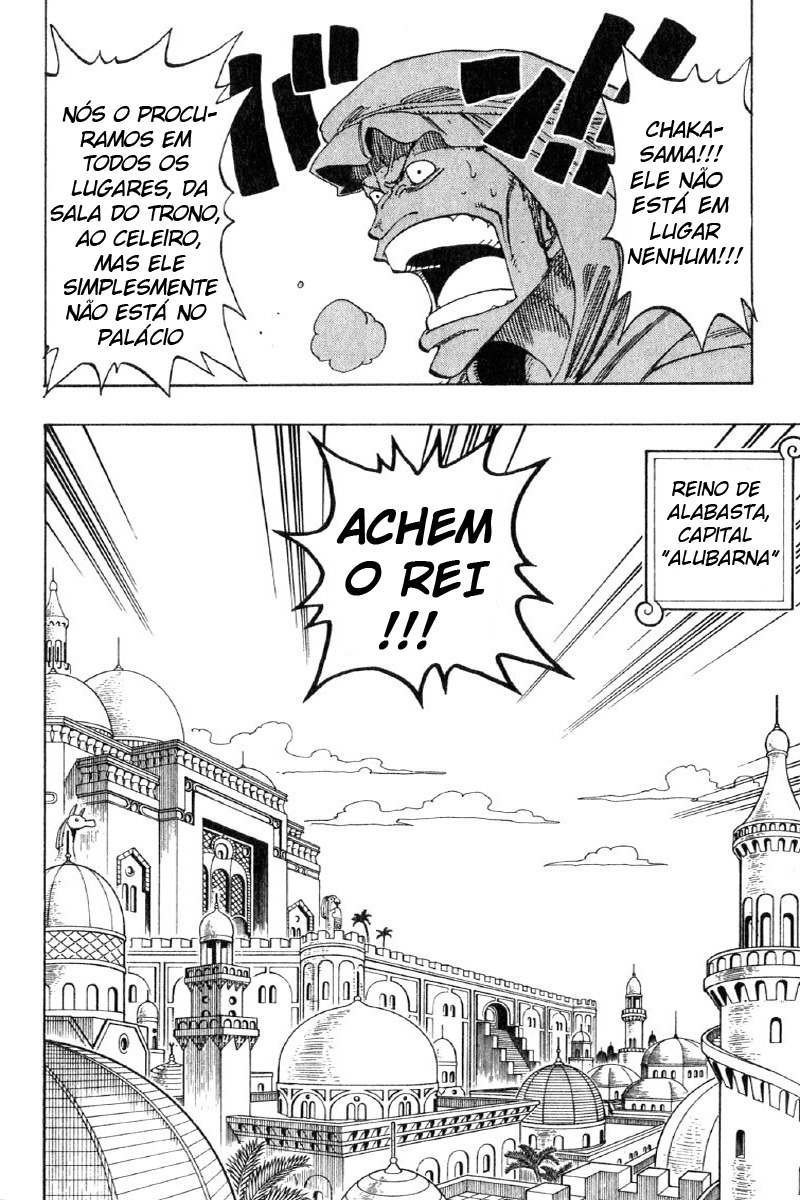 CHAKA-
SAMA!!!
ELE NÃO
ESTÁ EM
LUGAR
NENHUM!!!
NÓS O PROCU-
RAMOS EM
TODOS OS
LUGARES, DA
SALA DO TRONO,
AO CELEIRO,
MAS ELE
SIMPLESMENTE
NÃO ESTÁ NO
PALÁCIO
REINO DE
ALABASTA,
CAPITAL
"ALUBARNA"
ACHEM
O REI
!!!